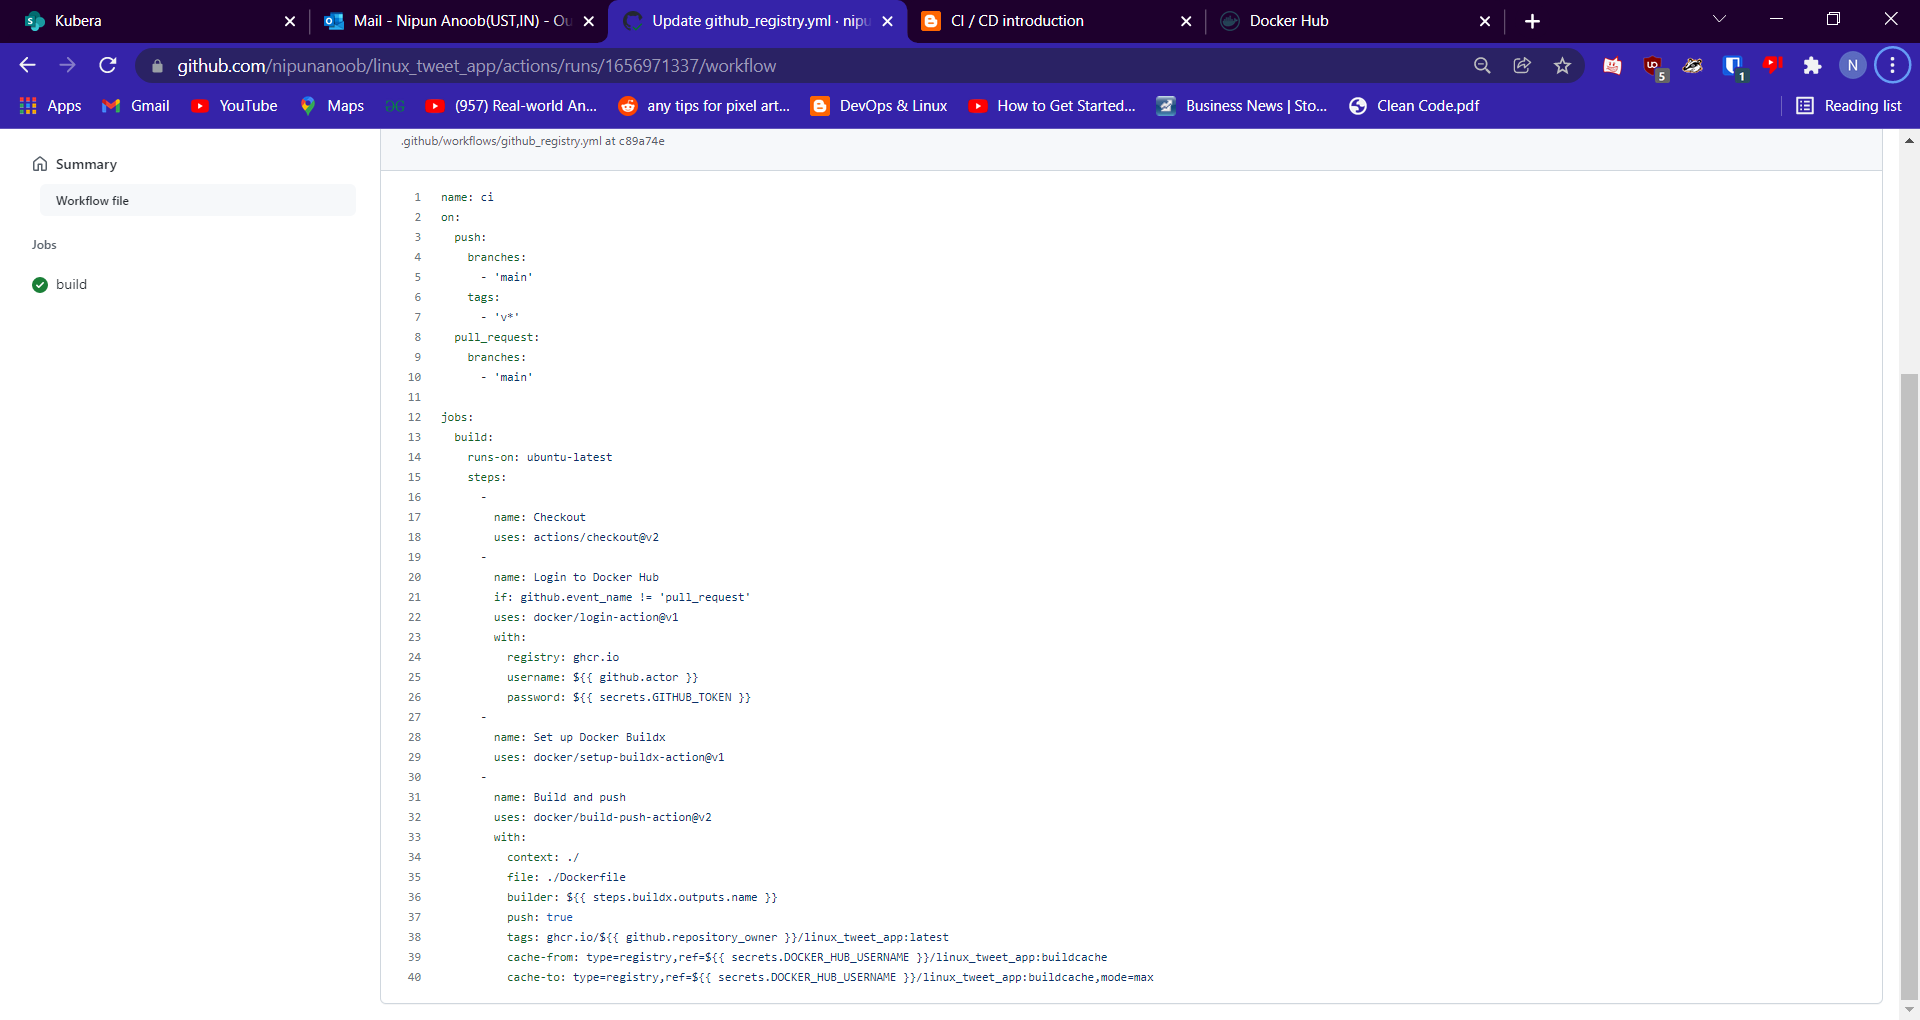 Kubera
Mail - Nipun Anoob(UST,IN) - Ou
Update github_registry.yml · nipu
CI / CD introduction
Docker Hub
github.com/nipunanoob/linux_tweet_app/actions/runs/1656971337/workflow
5
1
N
Apps
Gmail
YouTube
Maps
(957) Real-world An...
any tips for pixel art...
DevOps & Linux
How to Get Started...
Business News | Sto...
Clean Code.pdf
Reading list
Summary
Workflow file
Jobs
build
.github/workflows/github_registry.yml at c89a74e
1 name: ci
2 on:
3 push:
4 branches:
5 - 'main'
6 tags:
7 - 'v*'
8 pull_request:
9 branches:
10 - 'main'
11
12 jobs:
13 build:
14 runs-on: ubuntu-latest
15 steps:
16 -
17 name: Checkout
18 uses: actions/checkout@v2
19 -
20 name: Login to Docker Hub
21 if: github.event_name != 'pull_request'
22 uses: docker/login-action@v1
23 with:
24 registry: ghcr.io
25 username: ${{ github.actor }}
26 password: ${{ secrets.GITHUB_TOKEN }}
27 -
28 name: Set up Docker Buildx
29 uses: docker/setup-buildx-action@v1
30 -
31 name: Build and push
32 uses: docker/build-push-action@v2
33 with:
34 context: ./
35 file: ./Dockerfile
36 builder: ${{ steps.buildx.outputs.name }}
37 push: true
38 tags: ghcr.io/${{ github.repository_owner }}/linux_tweet_app:latest
39 cache-from: type=registry,ref=${{ secrets.DOCKER_HUB_USERNAME }}/linux_tweet_app:buildcache
40 cache-to: type=registry,ref=${{ secrets.DOCKER_HUB_USERNAME }}/linux_tweet_app:buildcache,mode=max